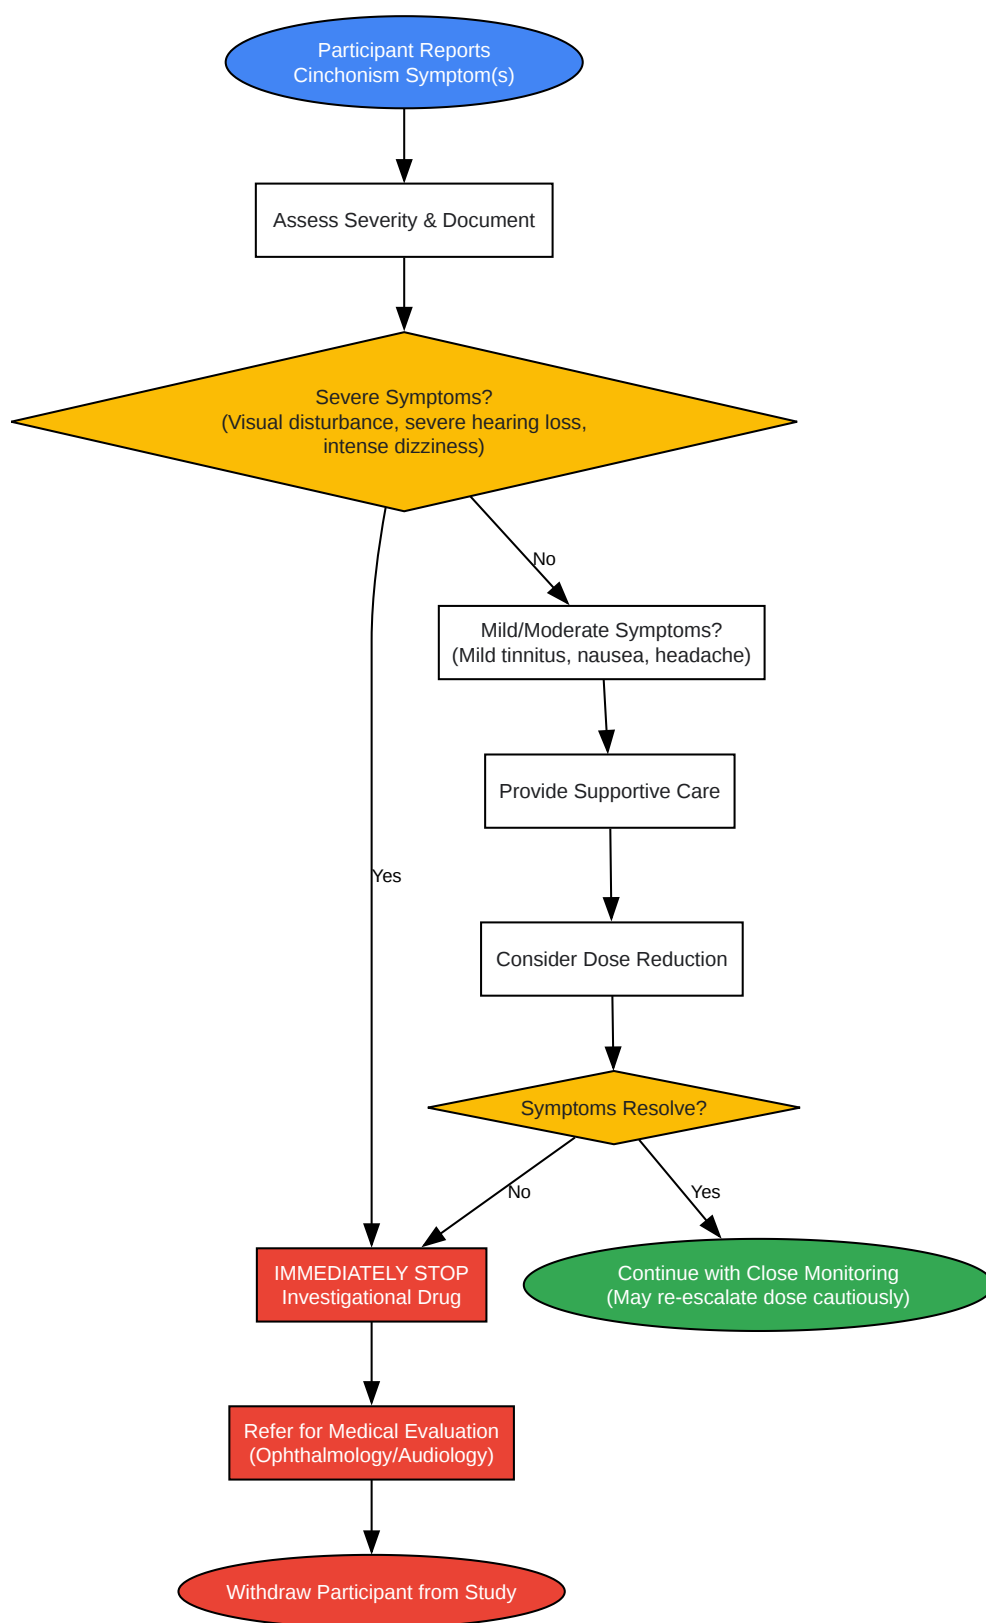 Participant Reports
Cinchonism Symptom(s)
Assess Severity & Document
Severe Symptoms?
(Visual disturbance, severe hearing loss,
intense dizziness)
No
Mild/Moderate Symptoms?
(Mild tinnitus, nausea, headache)
Provide Supportive Care
Yes
Consider Dose Reduction
Symptoms Resolve?
No
Yes
IMMEDIATELY STOP
Investigational Drug
Continue with Close Monitoring
(May re-escalate dose cautiously)
Refer for Medical Evaluation
(Ophthalmology/Audiology)
Withdraw Participant from Study